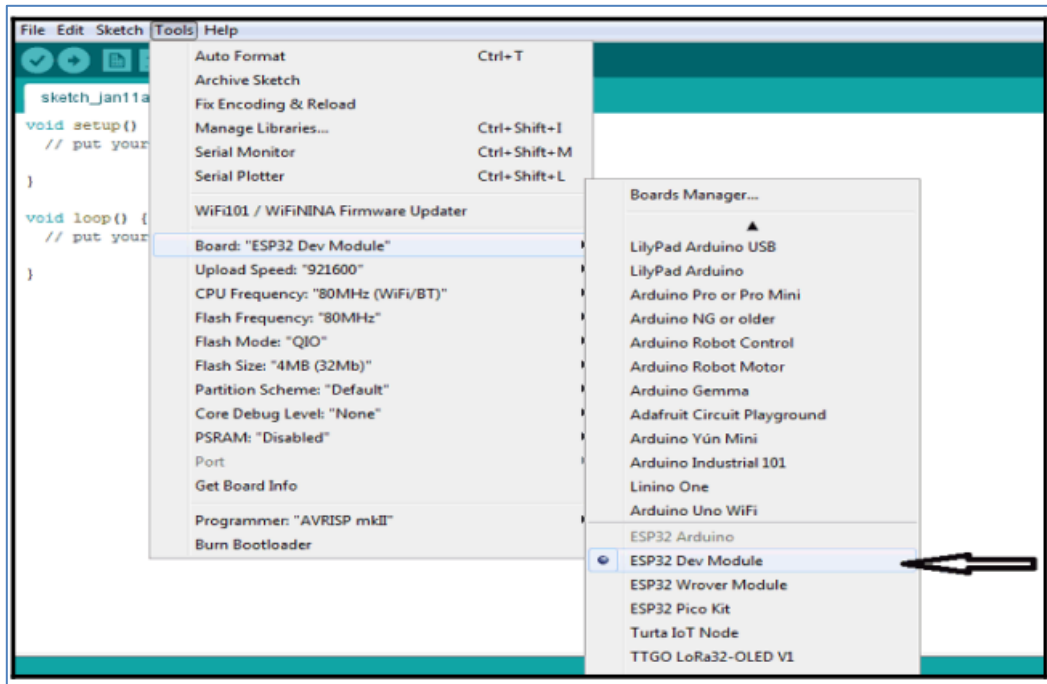 File Edit Sketch Tools Help
sketch_jan11a
void setup()
// put your
}
void loop() {
// put your
}
Auto Format Ctrl+T
Archive Sketch
Fix Encoding & Reload
Manage Libraries... Ctrl+Shift+I
Serial Monitor Ctrl+Shift+M
Serial Plotter Ctrl+Shift+L
WiFi101 / WiFiNINA Firmware Updater
Board: "ESP32 Dev Module"
Upload Speed: "921600"
CPU Frequency: "80MHz (WiFi/BT)"
Flash Frequency: "80MHz"
Flash Mode: "QIO"
Flash Size: "4MB (32Mb)"
Partition Scheme: "Default"
Core Debug Level: "None"
PSRAM: "Disabled"
Port
Get Board Info
Programmer: "AVRISP mkII"
Burn Bootloader
Boards Manager...
LilyPad Arduino USB
LilyPad Arduino
Arduino Pro or Pro Mini
Arduino NG or older
Arduino Robot Control
Arduino Robot Motor
Arduino Gemma
Adafruit Circuit Playground
Arduino Yún Mini
Arduino Industrial 101
Linino One
Arduino Uno WiFi
ESP32 Arduino
ESP32 Dev Module
ESP32 Wrover Module
ESP32 Pico Kit
Turta IoT Node
TTGO LoRa32-OLED V1